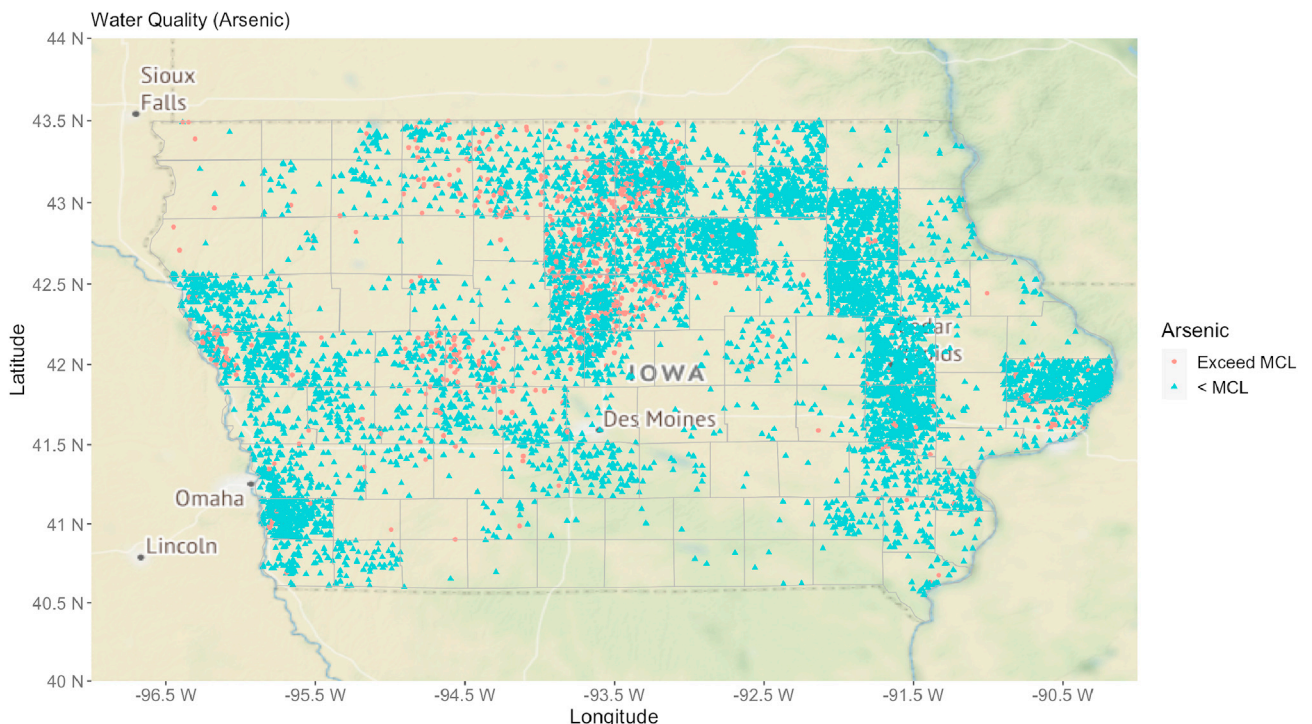 Water Quality (Arsenic)
44 N
Sioux
Falls
43.5 N
43 N
42.5 N
42 N
41.5 N
41 N
40.5 N
40 N
Latitude
IOWA
Des Moines
Omaha
Lincoln
-96.5 W
-95.5 W
-94.5 W
-93.5 W
-92.5 W
-91.5 W
-90.5 W
Longitude
Arsenic
Exceed MCL
< MCL